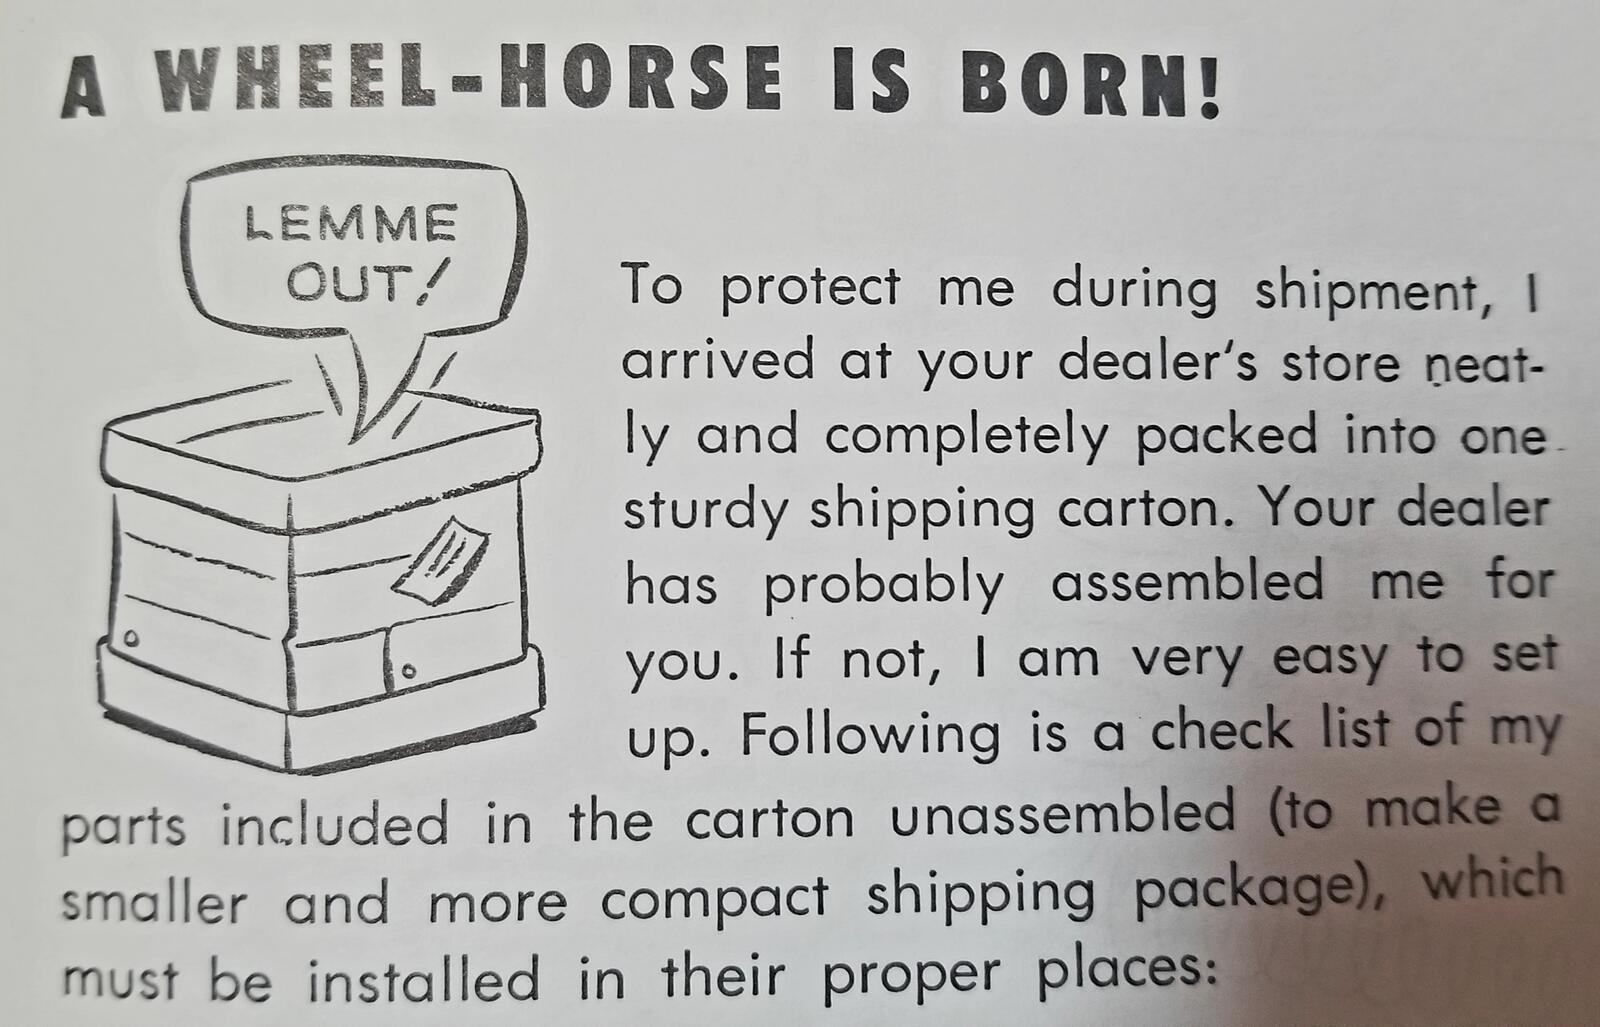 A WHEEL-HORSE IS BORN!
LEMME
OUT!
To protect me during shipment, I
arrived at your dealer's store neat-
ly and completely packed into one
sturdy shipping carton. Your dealer
has probably assembled me for
you. If not, I am very easy to set
up. Following is a check list of my
parts included in the carton unassembled (to make a
smaller and more compact shipping package), which
must be installed in their proper places: